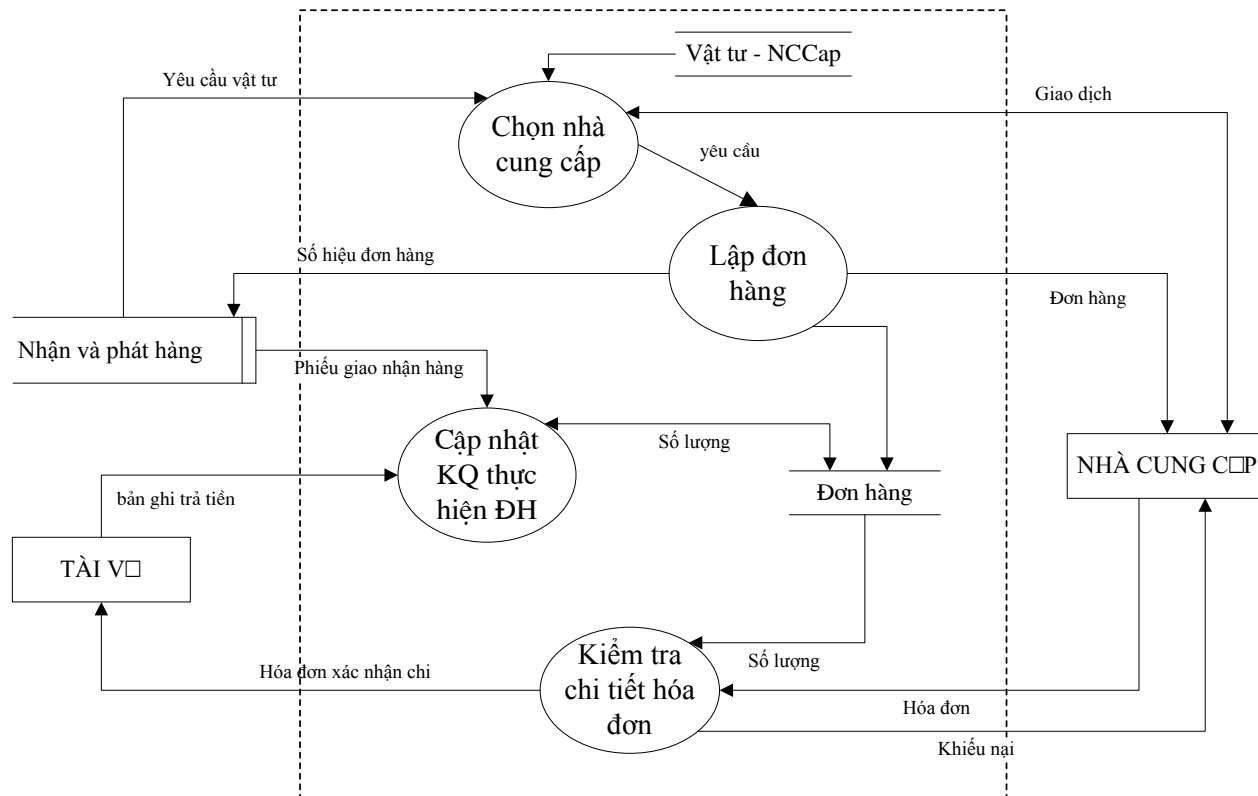 Vật tư - NCCap
Yêu cầu vật tư
Giao dịch
Chọn nhà
cung cấp
yêu cầu
Số hiệu đơn hàng
Lập đơn
hàng
Đơn hàng
Nhận và phát hàng
Phiếu giao nhận hàng
Cập nhật
KQ thực
hiện ĐH
Số lượng
NHÀ CUNG C□P
Đơn hàng
bản ghi trả tiền
TÀI V□
Kiểm tra
chi tiết hóa
đơn
Số lượng
Hóa đơn xác nhận chi
Hóa đơn
Khiếu nại